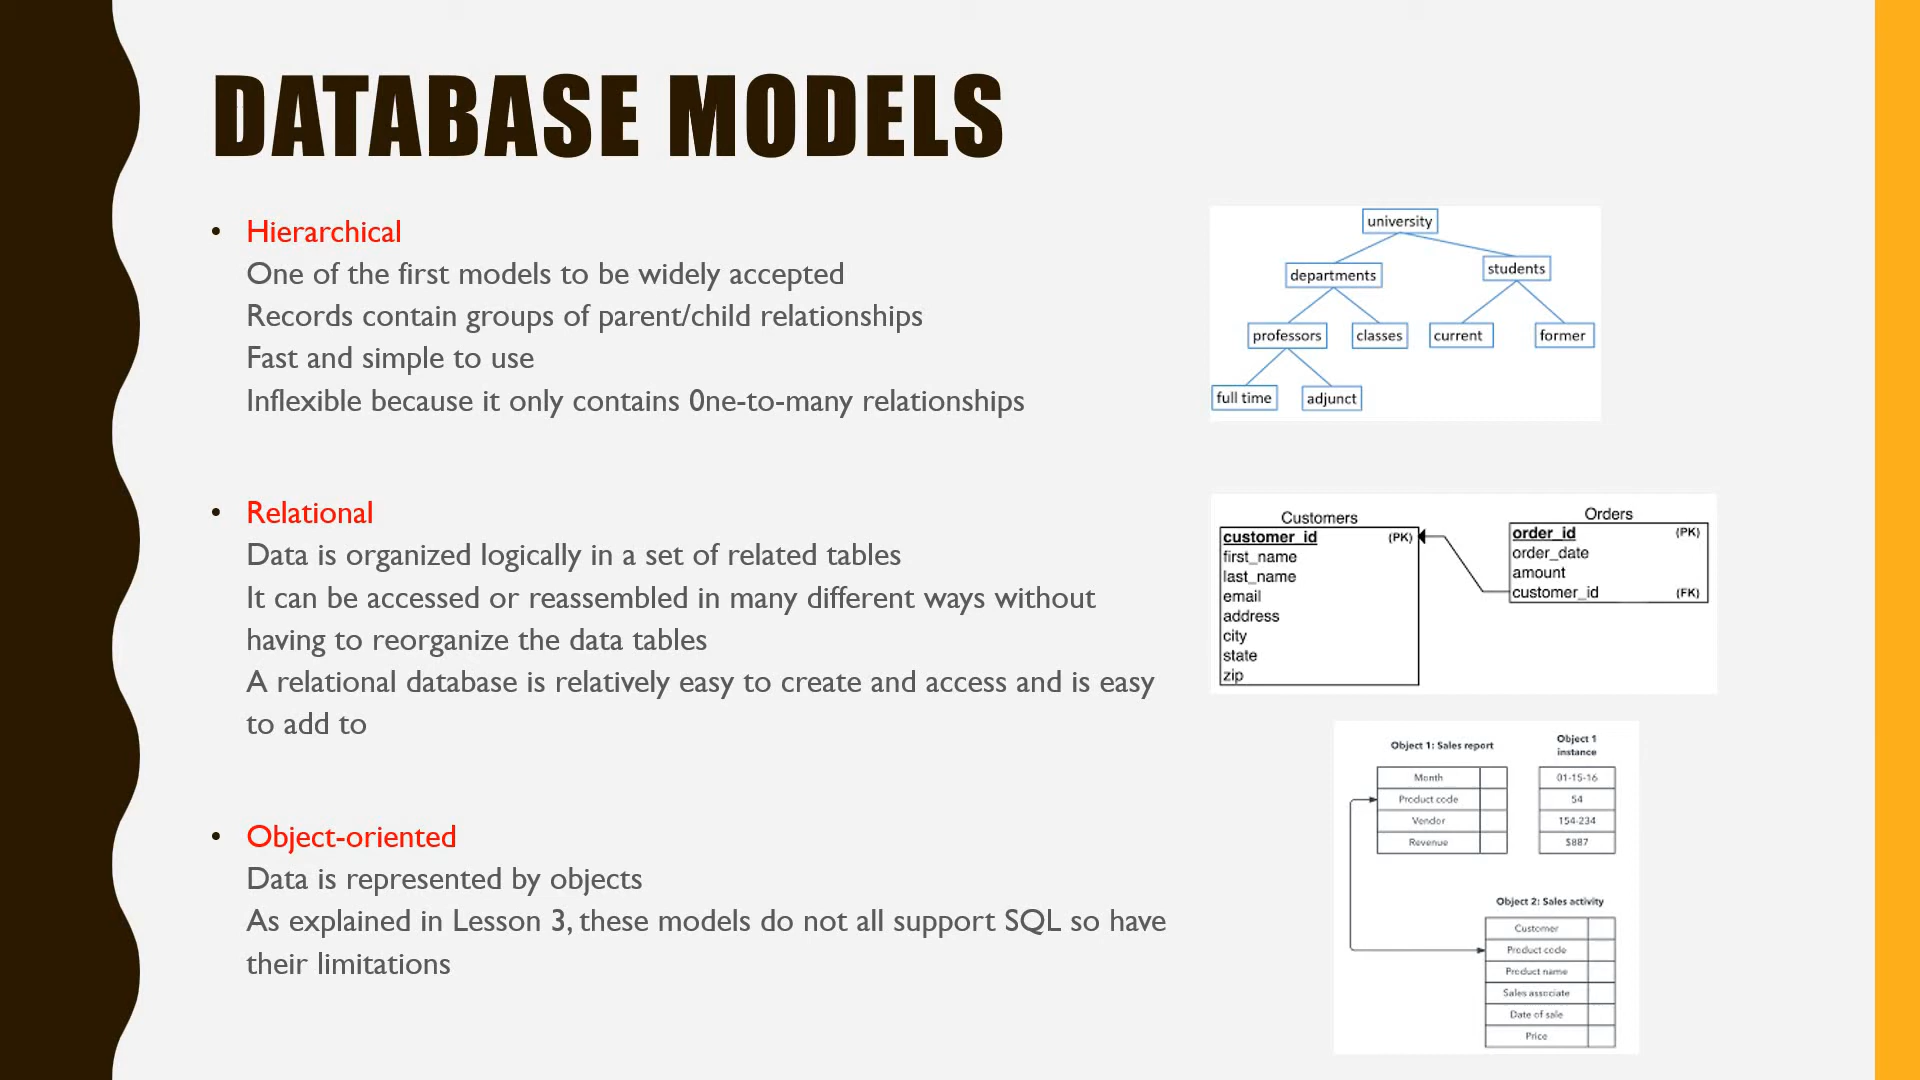 DATABASE MODELS
• Hierarchical
One of the first models to be widely accepted
Records contain groups of parent/child relationships
Fast and simple to use
Inflexible because it only contains 0ne-to-many relationships
• Relational
Data is organized logically in a set of related tables
It can be accessed or reassembled in many different ways without
having to reorganize the data tables
A relational database is relatively easy to create and access and is easy
to add to
• Object-oriented
Data is represented by objects
As explained in Lesson 3, these models do not all support SQL so have
their limitations
university
departments
students
professors
classes
current
former
full time
adjunct
Customers
customer_id (PK)
first_name
last_name
email
address
city
state
zip
Orders
order_id (PK)
order_date
amount
customer_id (FK)
Object 1: Sales report
Month
Product code
Vendor
Revenue
Object 1
instance
01-15-16
54
154-234
$887
Object 2: Sales activity
Customer
Product code
Product name
Sales associate
Date of sale
Price